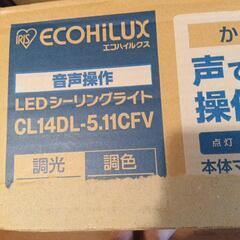 IRIS ECOHiLUX
エコハイルクス
音声操作
LEDシーリングライト
CL14DL-5.11CFV
調光 調色
か
声で
操作
点灯
本体マ